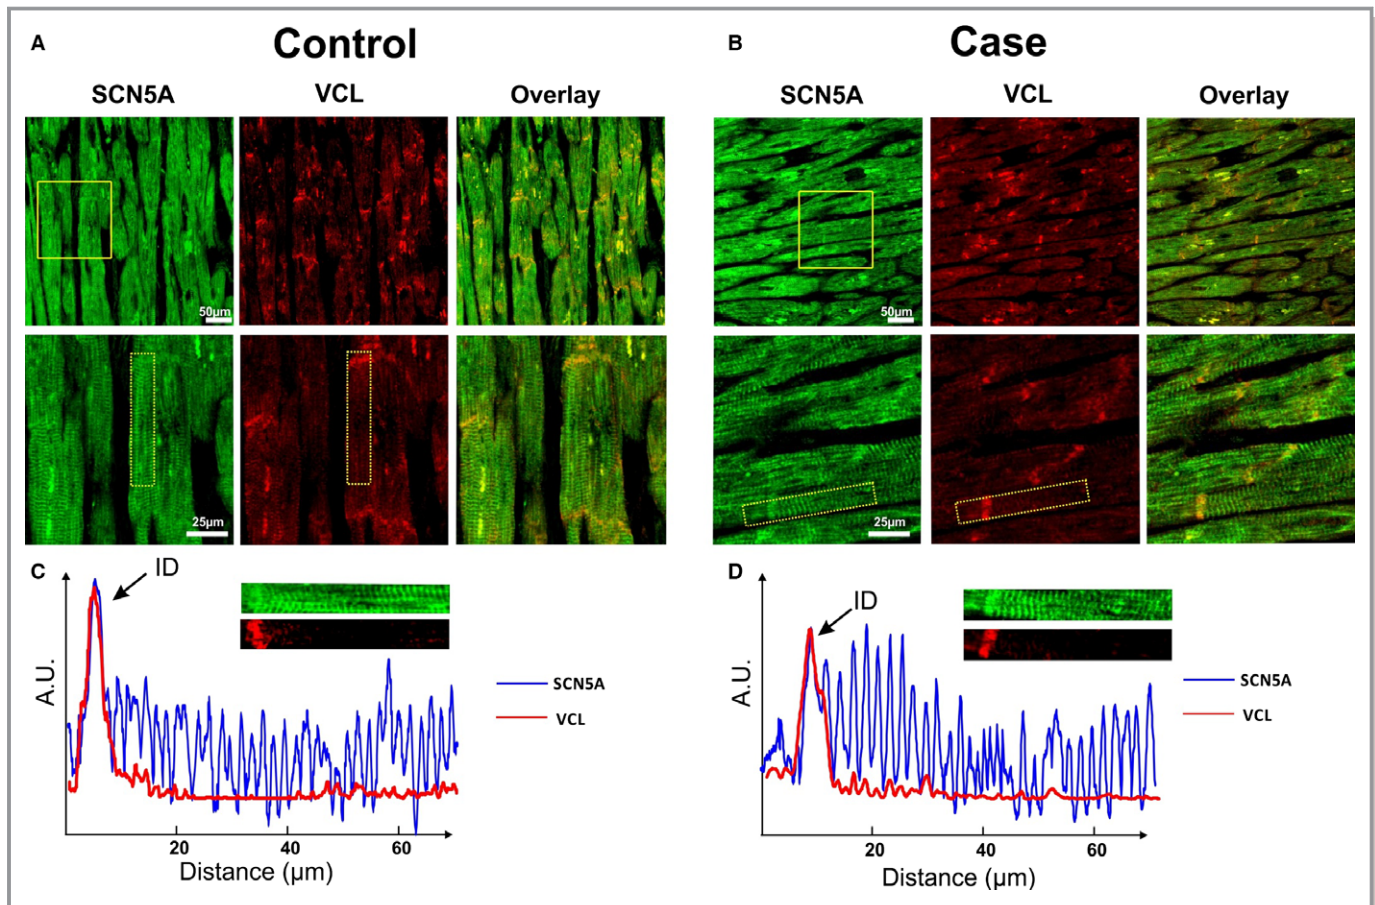 A
Control
SCN5A VCL Overlay
50µm
25µm
B
Case
SCN5A VCL Overlay
50µm
25µm
C
ID
A.U.
SCN5A
VCL
20 40 60
Distance (µm)
D
ID
A.U.
SCN5A
VCL
20 40 60
Distance (µm)